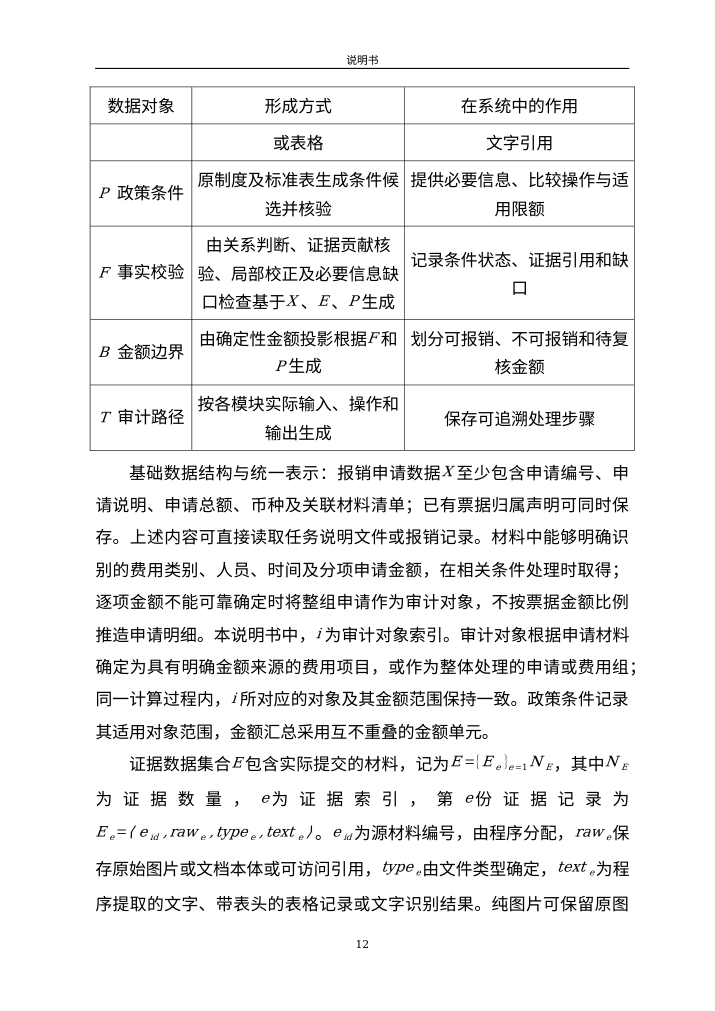 说明书
数据对象 形成方式 在系统中的作用
或表格 文字引用
P 政策条件 原制度及标准表生成条件候选并核验 提供必要信息、比较操作与适用限额
F 事实校验 由关系判断、证据贡献核验、局部校正及必要信息缺口检查基于X、E、P生成 记录条件状态、证据引用和缺口
B 金额边界 由确定性金额投影根据F和P生成 划分可报销、不可报销和待复核金额
T 审计路径 按各模块实际输入、操作和输出生成 保存可追溯处理步骤
基础数据结构与统一表示：报销申请数据X至少包含申请编号、申
请说明、申请总额、币种及关联材料清单；已有票据归属声明可同时保
存。上述内容可直接读取任务说明文件或报销记录。材料中能够明确识
别的费用类别、人员、时间及分项申请金额，在相关条件处理时取得；
逐项金额不能可靠确定时将整组申请作为审计对象，不按票据金额比例
推造申请明细。本说明书中，i为审计对象索引。审计对象根据申请材料
确定为具有明确金额来源的费用项目，或作为整体处理的申请或费用组；
同一计算过程内，i所对应的对象及其金额范围保持一致。政策条件记录
其适用对象范围，金额汇总采用互不重叠的金额单元。
证据数据集合E包含实际提交的材料，记为E={E_e}_{e=1}N_E，其中N_E
为证据数量，e为证据索引，第e份证据记录为
E_e=(e_{id},raw_e,type_e,text_e)。e_{id}为源材料编号，由程序分配，raw_e保
存原始图片或文档本体或可访问引用，type_e由文件类型确定，text_e为程
序提取的文字、带表头的表格记录或文字识别结果。纯图片可保留原图
12